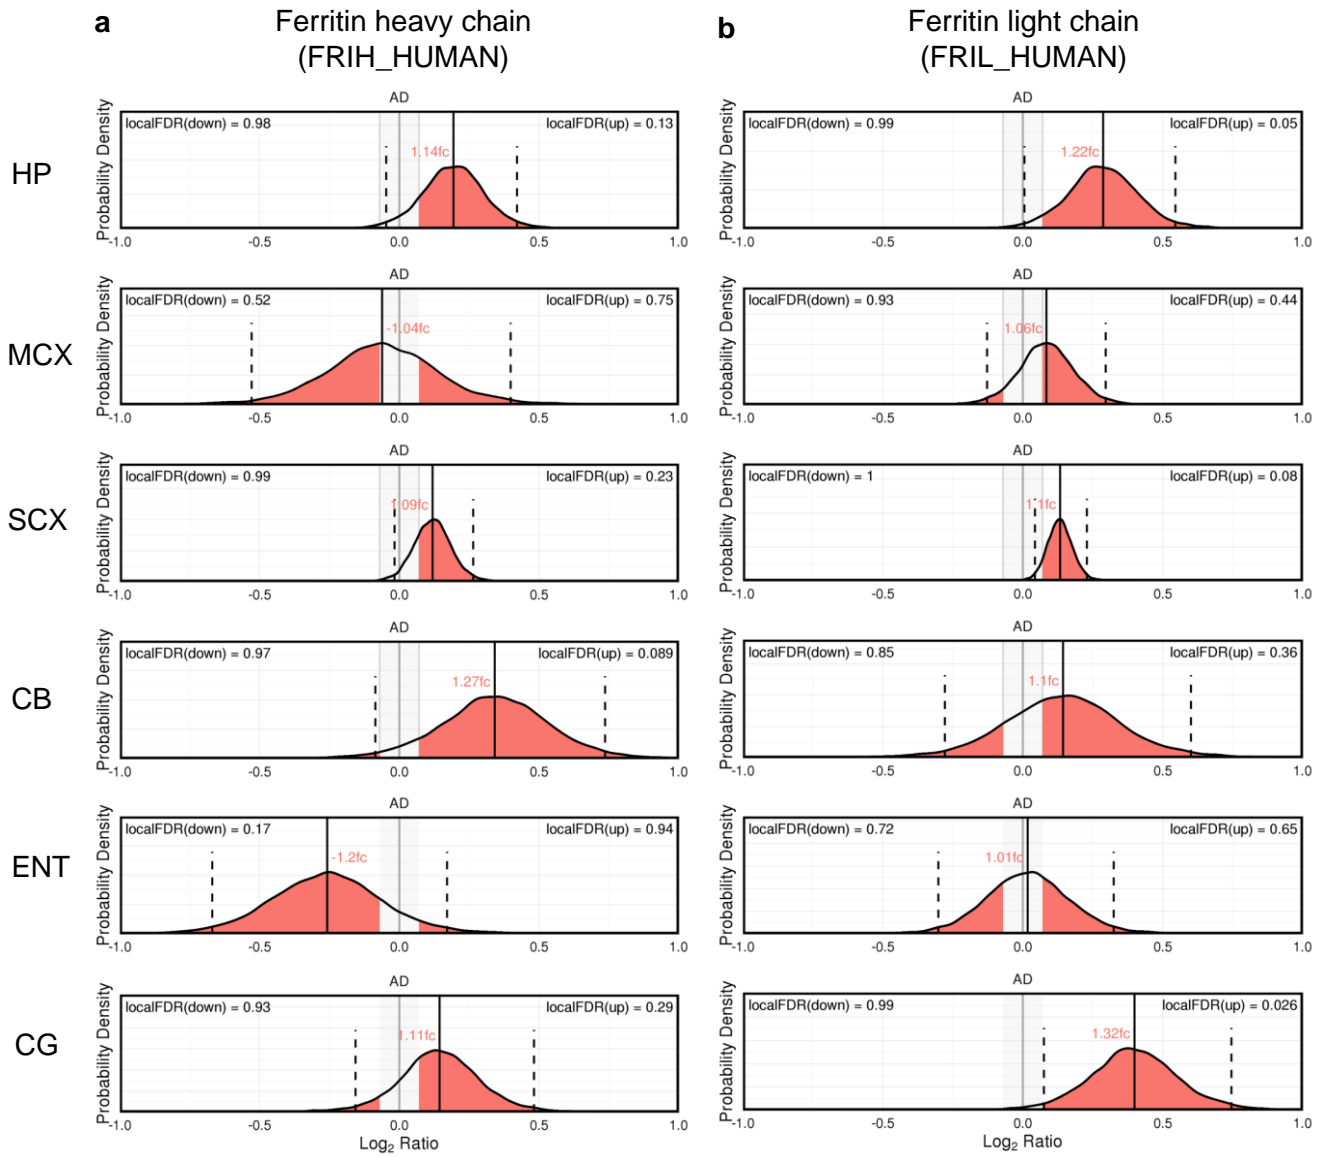 a
Ferritin heavy chain
(FRIH_HUMAN)
b
Ferritin light chain
(FRIL_HUMAN)
HP
Probability Density
AD
localFDR(down) = 0.98
localFDR(up) = 0.13
1.14fc
-1.0 -0.5 0.0 0.5 1.0
Probability Density
AD
localFDR(down) = 0.99
localFDR(up) = 0.05
1.22fc
-1.0 -0.5 0.0 0.5 1.0
MCX
Probability Density
AD
localFDR(down) = 0.52
localFDR(up) = 0.75
-1.04fc
-1.0 -0.5 0.0 0.5 1.0
Probability Density
AD
localFDR(down) = 0.93
localFDR(up) = 0.44
1.06fc
-1.0 -0.5 0.0 0.5 1.0
SCX
Probability Density
AD
localFDR(down) = 0.99
localFDR(up) = 0.23
1.09fc
-1.0 -0.5 0.0 0.5 1.0
Probability Density
AD
localFDR(down) = 1
localFDR(up) = 0.08
1.1fc
-1.0 -0.5 0.0 0.5 1.0
CB
Probability Density
AD
localFDR(down) = 0.97
localFDR(up) = 0.089
1.27fc
-1.0 -0.5 0.0 0.5 1.0
Probability Density
AD
localFDR(down) = 0.85
localFDR(up) = 0.36
1.1fc
-1.0 -0.5 0.0 0.5 1.0
ENT
Probability Density
AD
localFDR(down) = 0.17
localFDR(up) = 0.94
-1.2fc
-1.0 -0.5 0.0 0.5 1.0
Probability Density
AD
localFDR(down) = 0.72
localFDR(up) = 0.65
1.01fc
-1.0 -0.5 0.0 0.5 1.0
CG
Probability Density
AD
localFDR(down) = 0.93
localFDR(up) = 0.29
1.11fc
-1.0 -0.5 0.0 0.5 1.0
Log₂ Ratio
Probability Density
AD
localFDR(down) = 0.99
localFDR(up) = 0.026
1.32fc
-1.0 -0.5 0.0 0.5 1.0
Log₂ Ratio